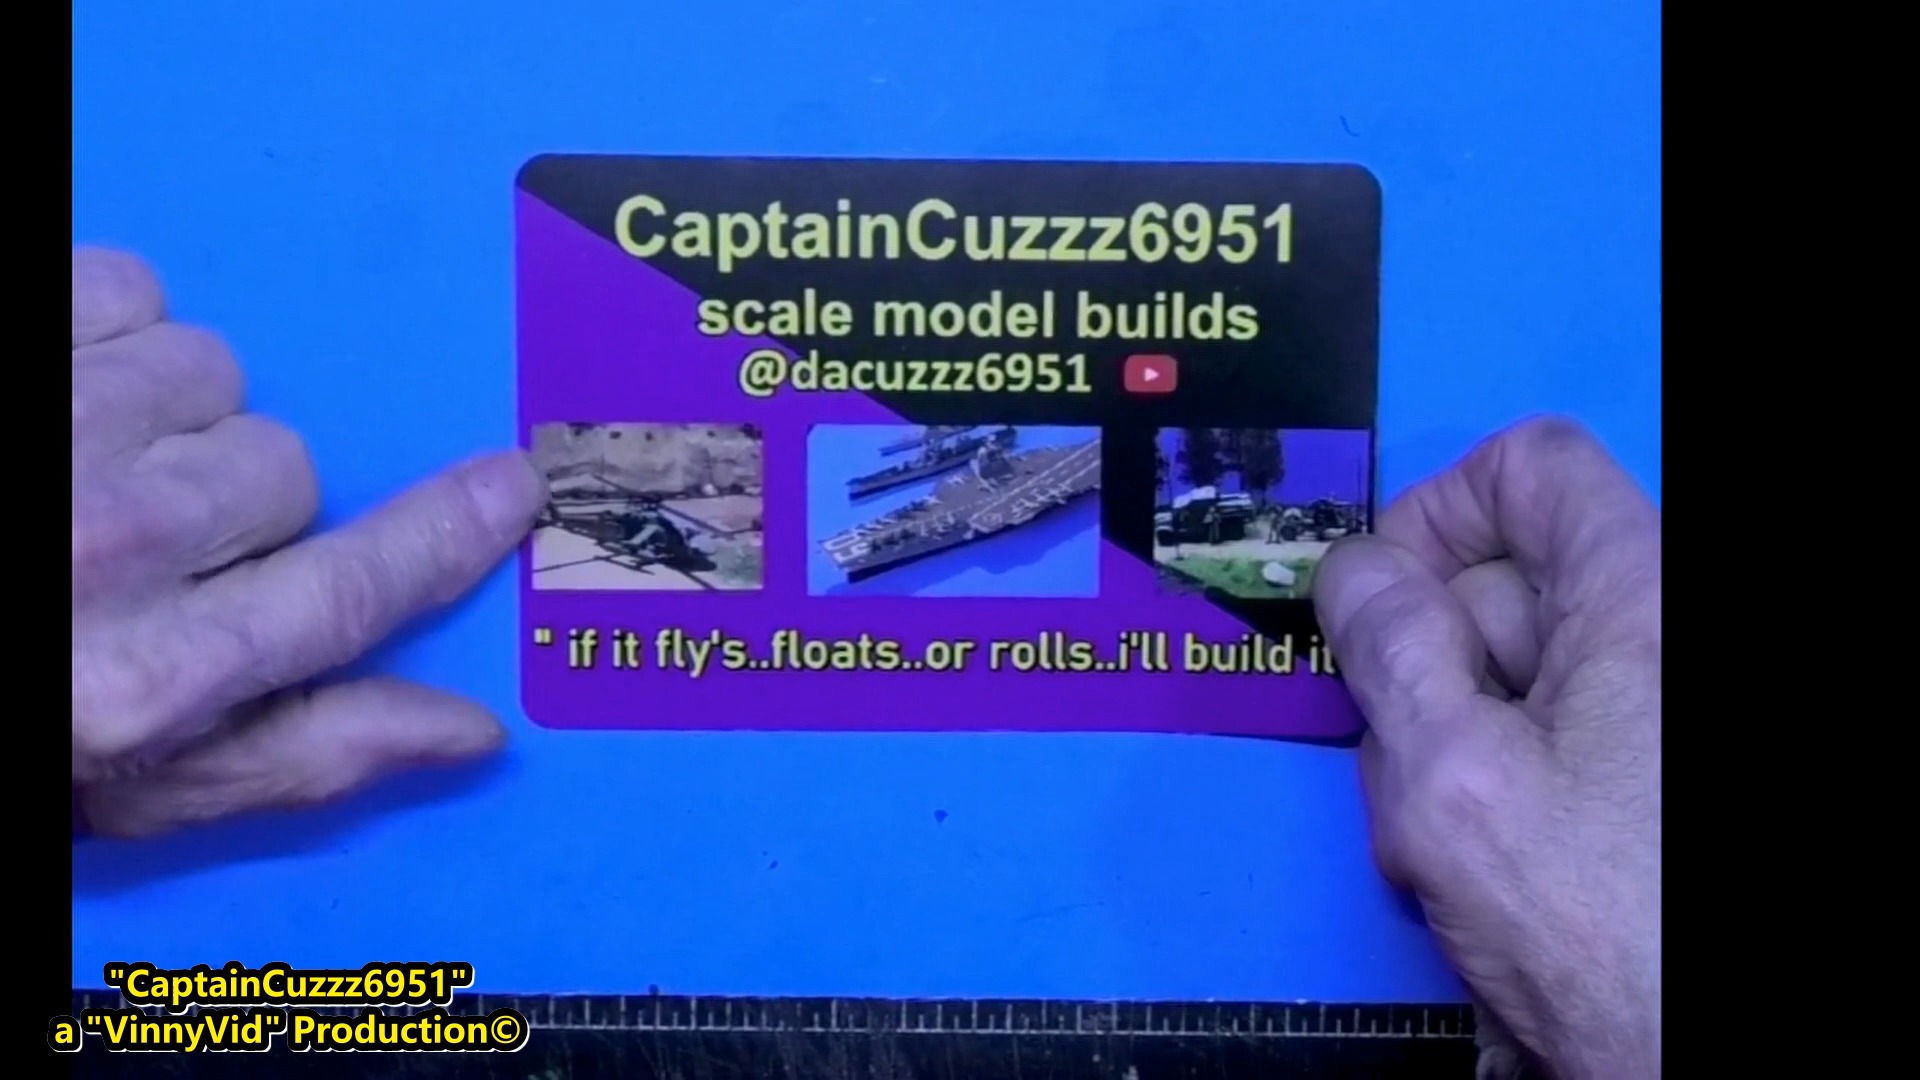 CaptainCuzzz6951
scale model builds
@dacuzzz6951
" if it fly's..floats..or rolls..i'll build it
"CaptainCuzzz6951"
a "VinnyVid" Production©